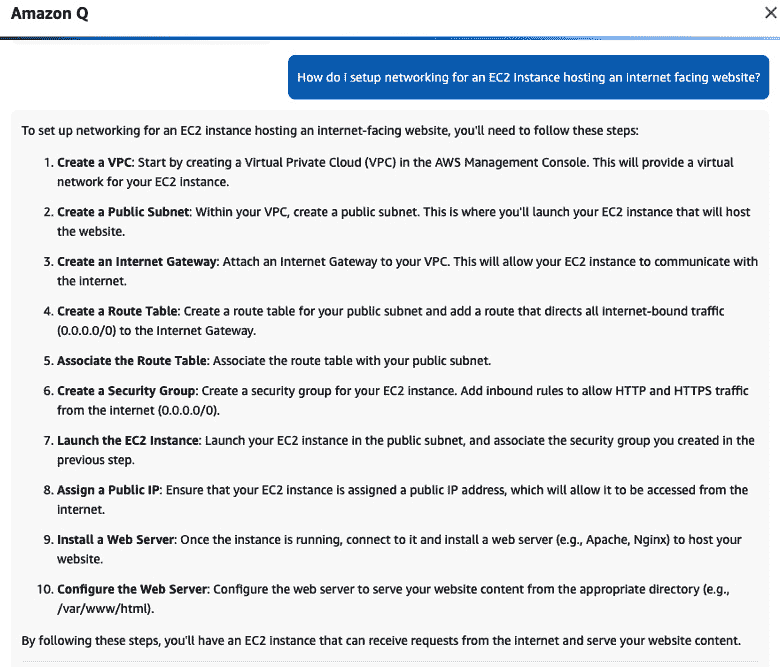 Amazon Q
How do i setup networking for an EC2 Instance hosting an Internet facing website?
To set up networking for an EC2 instance hosting an internet-facing website, you'll need to follow these steps:
1. Create a VPC: Start by creating a Virtual Private Cloud (VPC) in the AWS Management Console. This will provide a virtual
network for your EC2 instance.
2. Create a Public Subnet: Within your VPC, create a public subnet. This is where you'll launch your EC2 instance that will host
the website.
3. Create an Internet Gateway: Attach an Internet Gateway to your VPC. This will allow your EC2 instance to communicate with
the internet.
4. Create a Route Table: Create a route table for your public subnet and add a route that directs all internet-bound traffic
(0.0.0.0/0) to the Internet Gateway.
5. Associate the Route Table: Associate the route table with your public subnet.
6. Create a Security Group: Create a security group for your EC2 instance. Add inbound rules to allow HTTP and HTTPS traffic
from the internet (0.0.0.0/0).
7. Launch the EC2 Instance: Launch your EC2 instance in the public subnet, and associate the security group you created in the
previous step.
8. Assign a Public IP: Ensure that your EC2 instance is assigned a public IP address, which will allow it to be accessed from the
internet.
9. Install a Web Server: Once the instance is running, connect to it and install a web server (e.g., Apache, Nginx) to host your
website.
10. Configure the Web Server: Configure the web server to serve your website content from the appropriate directory (e.g.,
/var/www/html).
By following these steps, you'll have an EC2 instance that can receive requests from the internet and serve your website content.